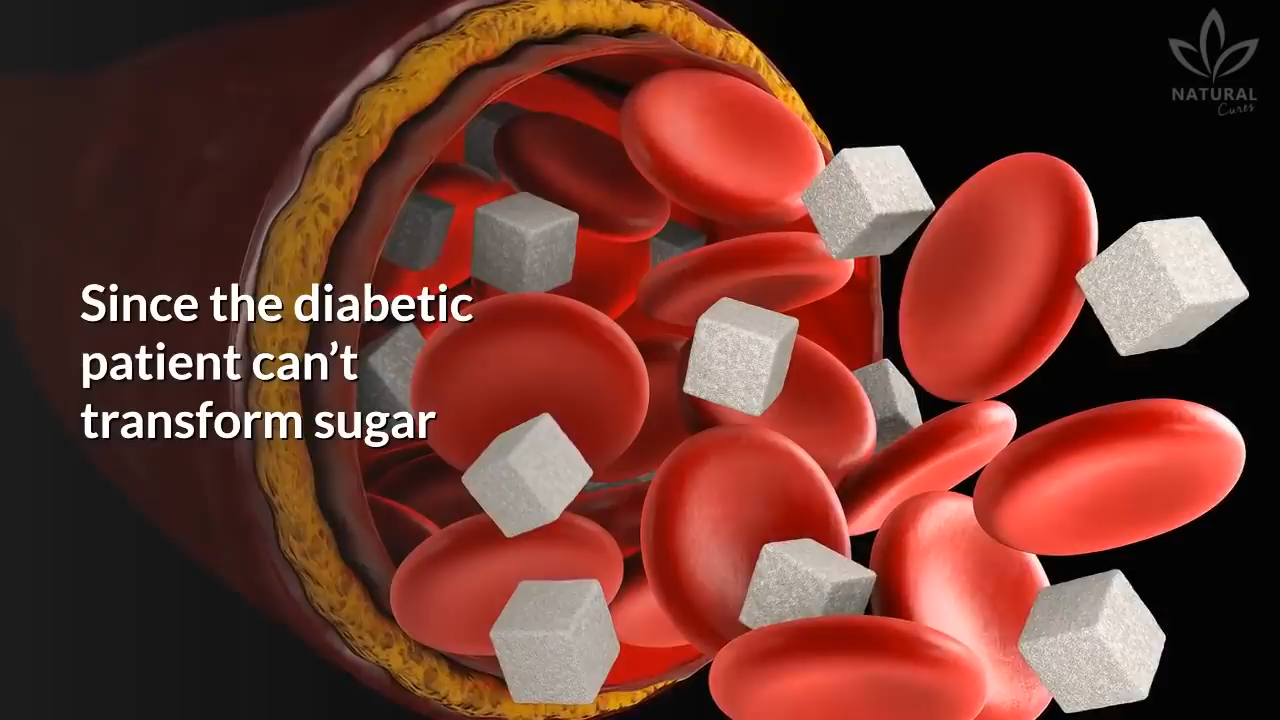 NATURAL
Cures
Since the diabetic
patient can’t
transform sugar